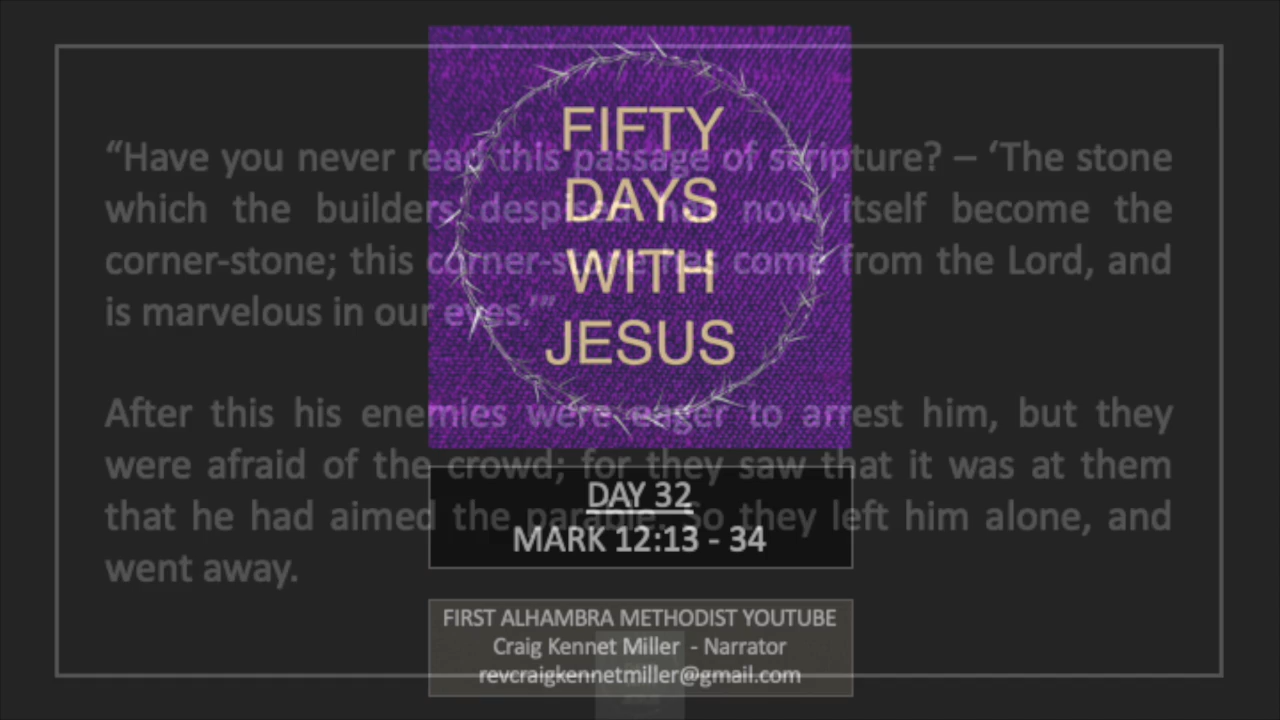 FIFTY
DAYS
WITH
JESUS
“Have you never read this passage of scripture? – ‘The stone
which the builders despised now itself become the
corner-stone; this corner-stone has come from the Lord, and
is marvelous in our eyes.’”
After this his enemies were eager to arrest him, but they
were afraid of the crowd; for they saw that it was at them
that he had aimed the parable. So they left him alone, and
went away.
DAY 32
MARK 12:13 - 34
FIRST ALHAMBRA METHODIST YOUTUBE
Craig Kennet Miller - Narrator
revcraigkennetmiller@gmail.com